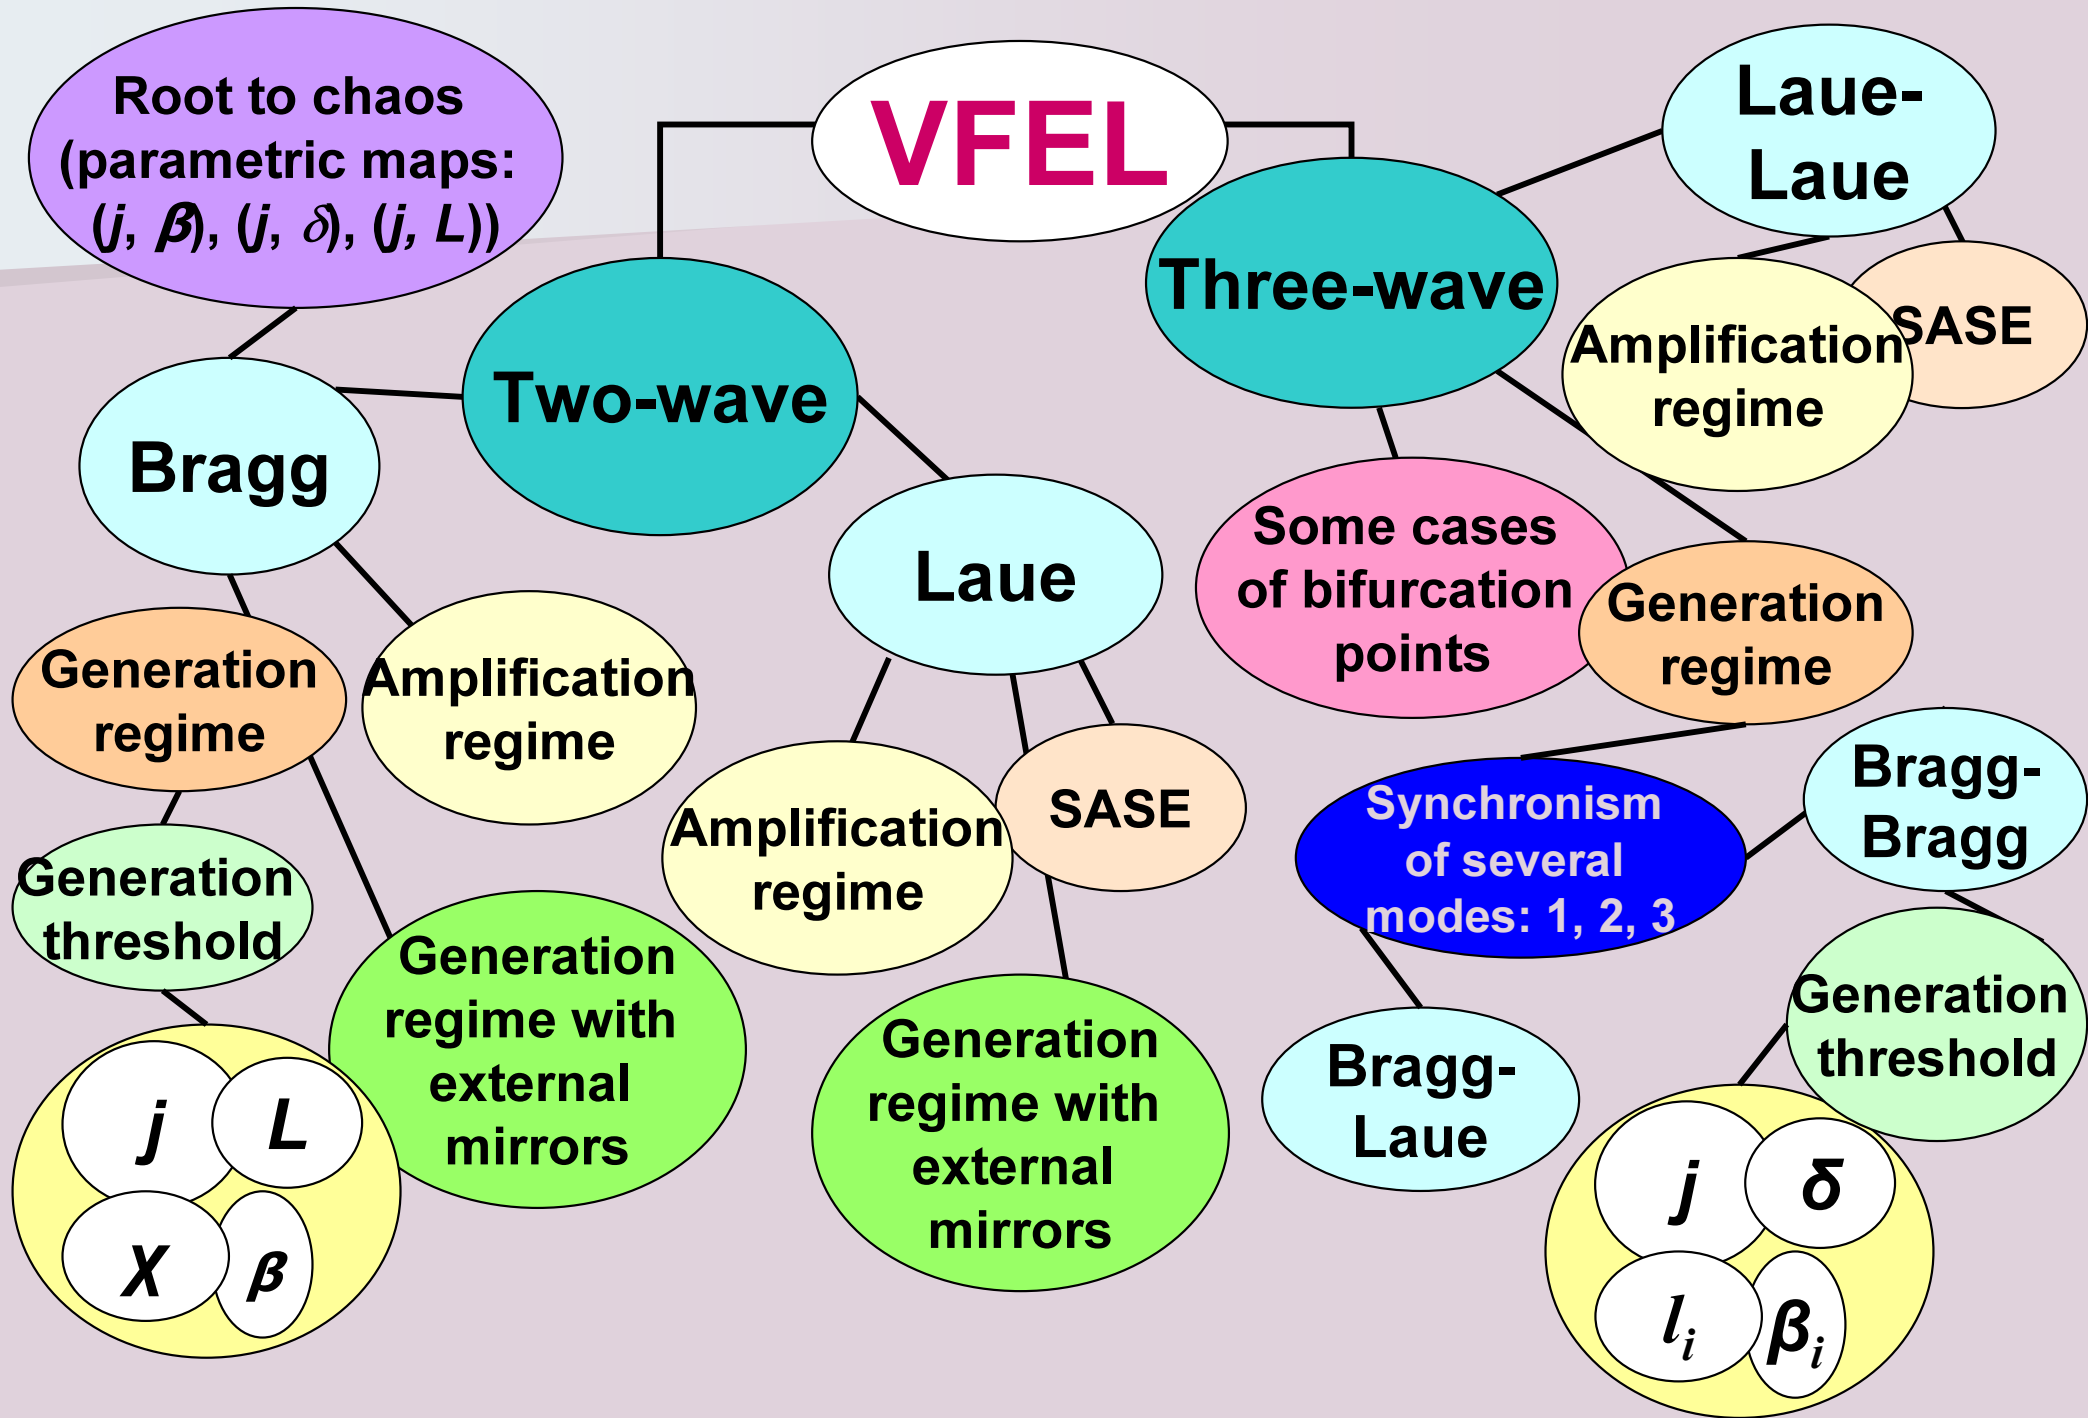 Root to chaos
(parametric maps:
(j, β), (j, δ), (j, L))
VFEL
Laue-
Laue
Three-wave
SASE
Amplification
regime
Two-wave
Bragg
Laue
Some cases
of bifurcation
points
Generation
regime
Generation
regime
Amplification
regime
Amplification
regime
SASE
Synchronism
of several
modes: 1, 2, 3
Bragg-
Bragg
Generation
threshold
Generation
regime with
external
mirrors
Generation
regime with
external
mirrors
Bragg-
Laue
Generation
threshold
j
L
χ
β
j
δ
l_i
β_i